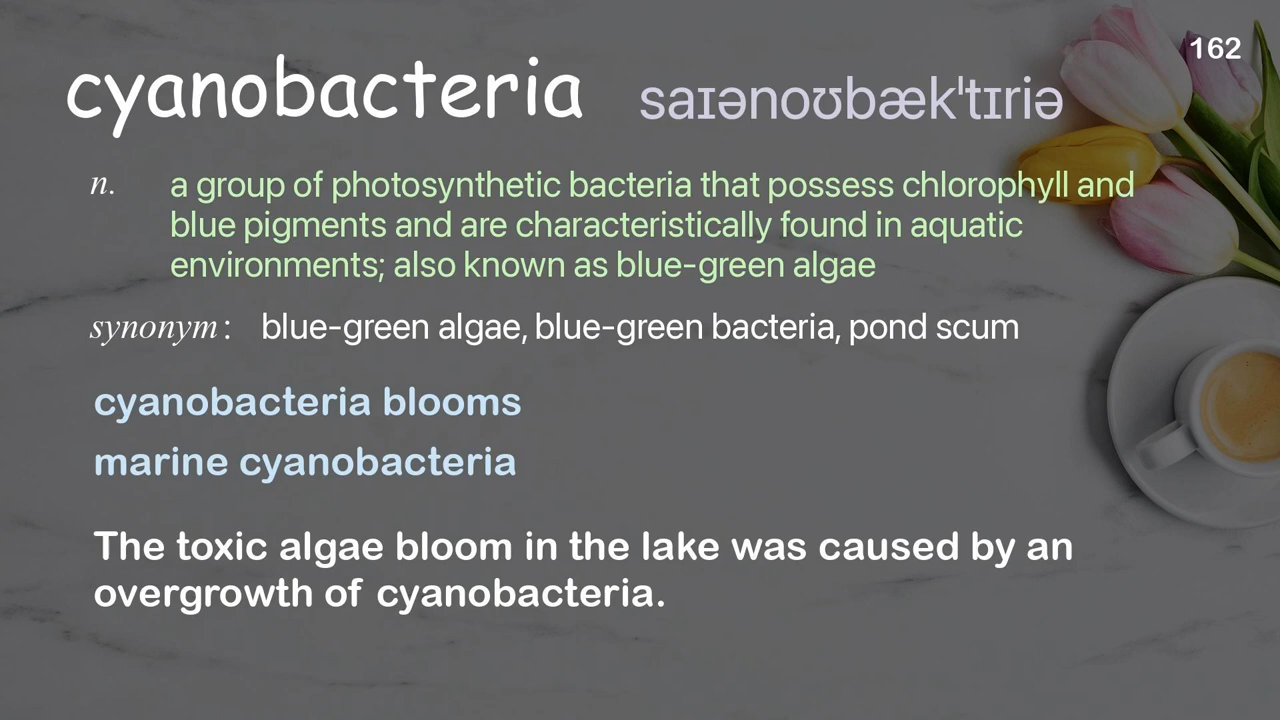 162
cyanobacteria saɪənoʊbækˈtɪriə
n. a group of photosynthetic bacteria that possess chlorophyll and
blue pigments and are characteristically found in aquatic
environments; also known as blue-green algae
synonym: blue-green algae, blue-green bacteria, pond scum
cyanobacteria blooms
marine cyanobacteria
The toxic algae bloom in the lake was caused by an
overgrowth of cyanobacteria.